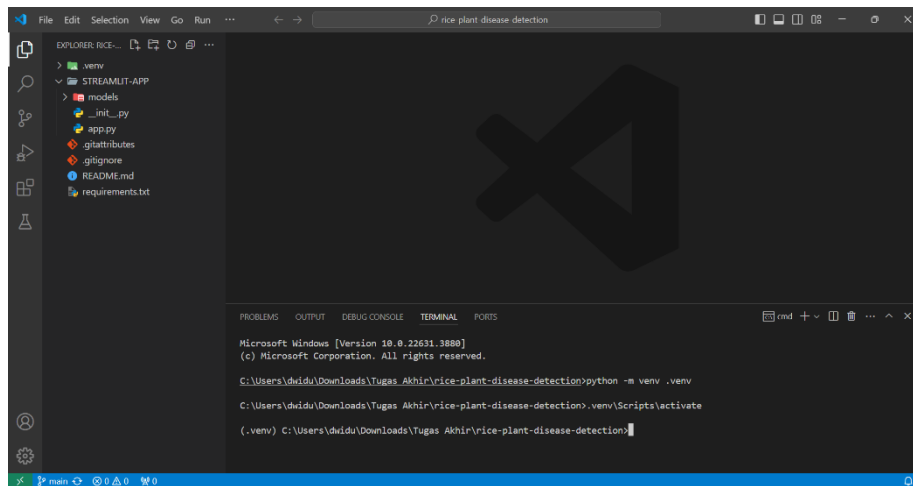 File Edit Selection View Go Run ···
rice plant disease detection
EXPLORER: RICE-...
.venv
STREAMLIT-APP
models
__init__.py
app.py
.gitattributes
.gitignore
README.md
requirements.txt
PROBLEMS OUTPUT DEBUG CONSOLE TERMINAL PORTS
cmd
Microsoft Windows [Version 10.0.22631.3880]
(c) Microsoft Corporation. All rights reserved.
C:\Users\dwidu\Downloads\Tugas Akhir\rice-plant-disease-detection>python -m venv .venv
C:\Users\dwidu\Downloads\Tugas Akhir\rice-plant-disease-detection>.venv\Scripts\activate
(.venv) C:\Users\dwidu\Downloads\Tugas Akhir\rice-plant-disease-detection>
main 0 0 0